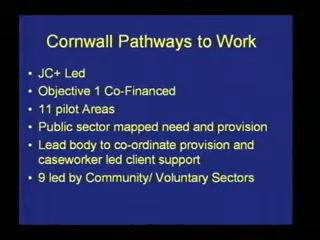 Cornwall Pathways to Work
• JC+ Led
• Objective 1 Co-Financed
• 11 pilot Areas
• Public sector mapped need and provision
• Lead body to co-ordinate provision and
caseworker led client support
• 9 led by Community/ Voluntary Sectors